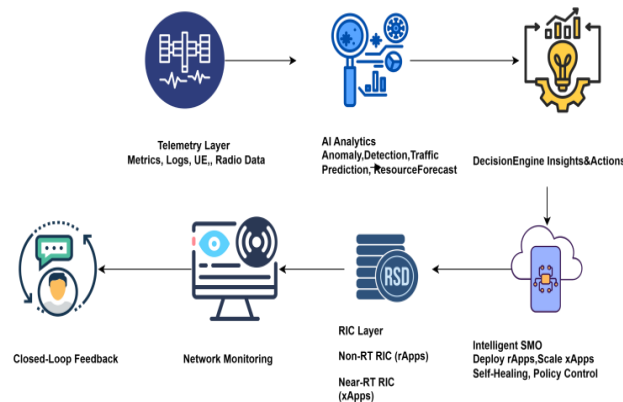 Telemetry Layer
Metrics, Logs, UE,, Radio Data
AI Analytics
Anomaly,Detection,Traffic
Prediction, ResourceForecast
DecisionEngine Insights&Actions
Closed-Loop Feedback
Network Monitoring
RSD
RIC Layer
Non-RT RIC (rApps)
Near-RT RIC
(xApps)
Intelligent SMO
Deploy rApps,Scale xApps
Self-Healing, Policy Control